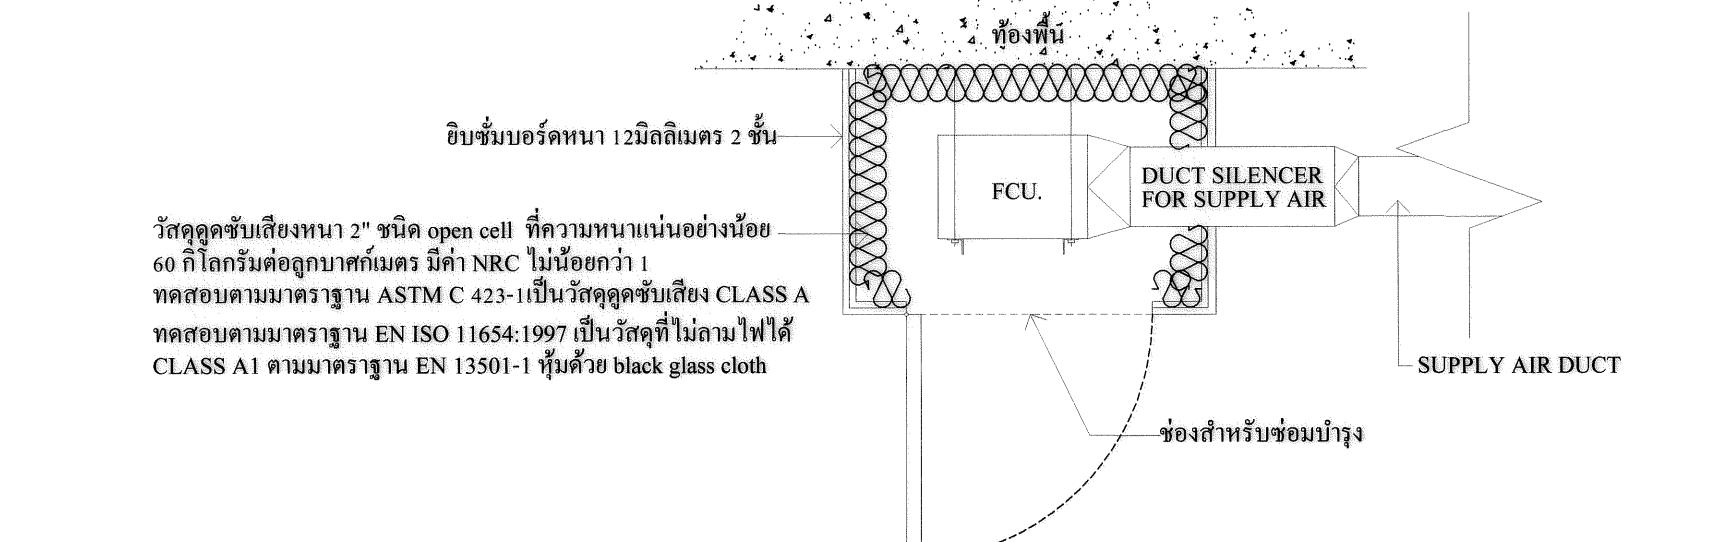 ท้องพื้น
ยิบซั่มบอร์ดหนา 12มิลลิเมตร 2 ชั้น
FCU.
DUCT SILENCER
FOR SUPPLY AIR
วัสดุดูดซับเสียงหนา 2" ชนิด open cell ที่ความหนาแน่นอย่างน้อย
60 กิโลกรัมต่อลูกบาศก์เมตร มีค่า NRC ไม่น้อยกว่า 1
ทดสอบตามมาตราฐาน ASTM C 423-1เป็นวัสดุดูดซับเสียง CLASS A
ทดสอบตามมาตราฐาน EN ISO 11654:1997 เป็นวัสดุที่ไม่ลามไฟได้
CLASS A1 ตามมาตราฐาน EN 13501-1 หุ้มด้วย black glass cloth
SUPPLY AIR DUCT
ช่องสำหรับซ่อมบำรุง